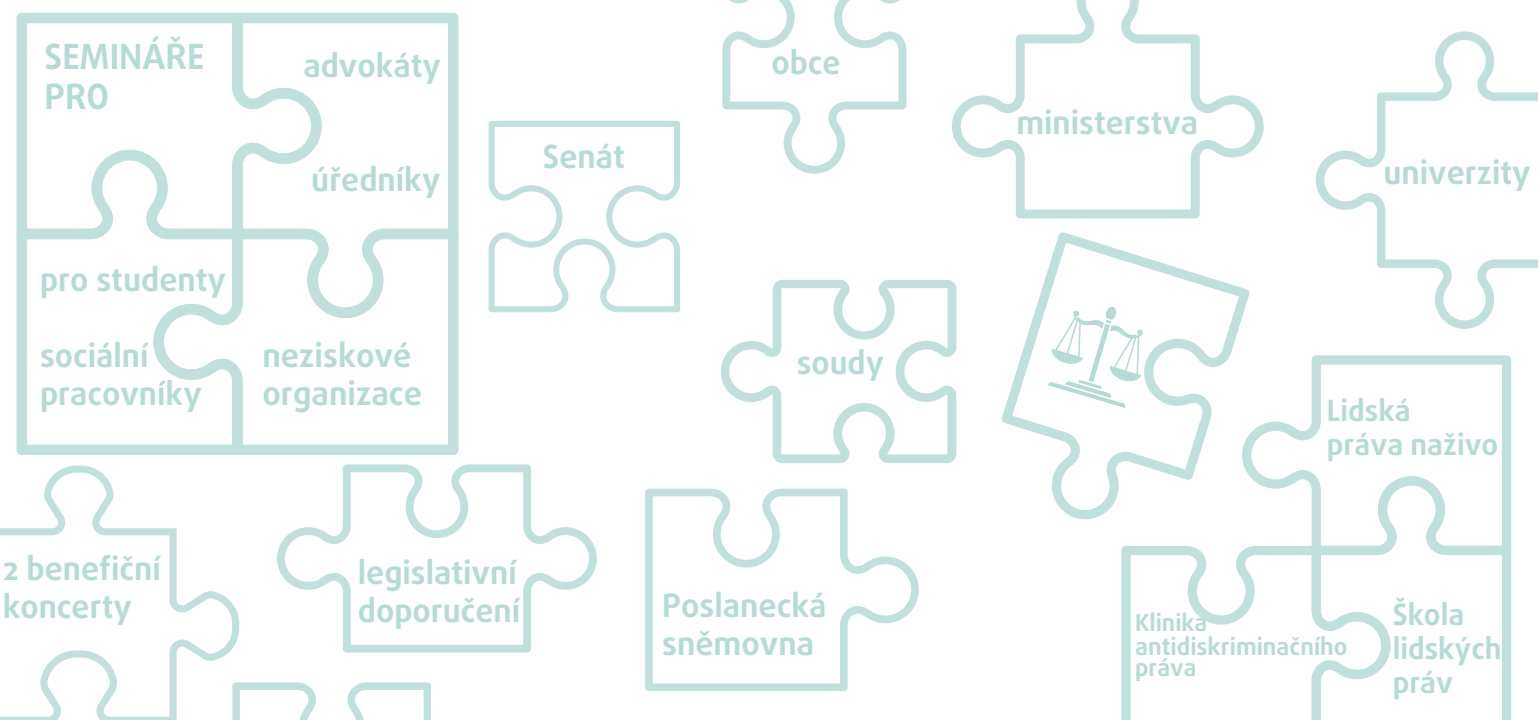 SEMINÁŘE
PRO
advokáty
úředníky
pro studenty
sociální
pracovníky
neziskové
organizace
Senát
obce
ministerstva
univerzity
soudy
Lidská
práva naživo
2 benefiční
koncerty
legislativní
doporučení
Poslanecká
sněmovna
Klinika
antidiskriminačního
práva
Škola
lidských
práv